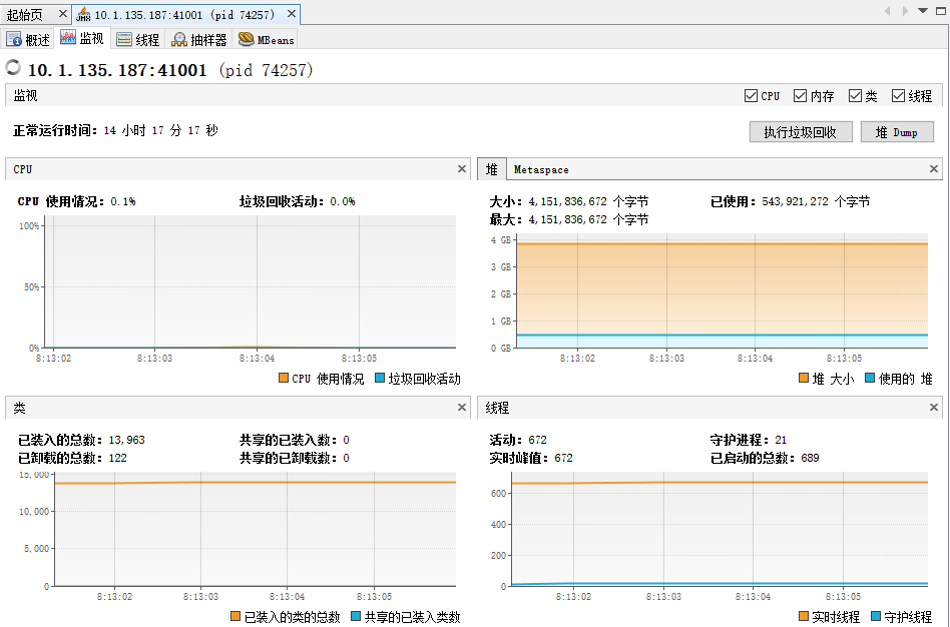 起始页 10.1.135.187:41001 (pid 74257)
概述 监视 线程 抽样器 MBeans
10.1.135.187:41001 (pid 74257)
监视 CPU 内存 类 线程
正常运行时间: 14 小时 17 分 17 秒 执行垃圾回收 堆 Dump
CPU
CPU 使用情况: 0.1% 垃圾回收活动: 0.0%
100%
50%
0%
8:13:02 8:13:03 8:13:04 8:13:05
CPU 使用情况 垃圾回收活动
堆 Metaspace
大小: 4,151,836,672 个字节 已使用: 543,921,272 个字节
最大: 4,151,836,672 个字节
4 GB
3 GB
2 GB
1 GB
0 GB
8:13:02 8:13:03 8:13:04 8:13:05
堆 大小 使用的 堆
类
已装入的总数: 13,963 共享的已装入数: 0
已卸载的总数: 122 共享的已卸载数: 0
15,000
10,000
5,000
0
8:13:02 8:13:03 8:13:04 8:13:05
已装入的类的总数 共享的已装入类数
线程
活动: 672 守护进程: 21
实时峰值: 672 已启动的总数: 689
600
400
200
0
8:13:02 8:13:03 8:13:04 8:13:05
实时线程 守护线程